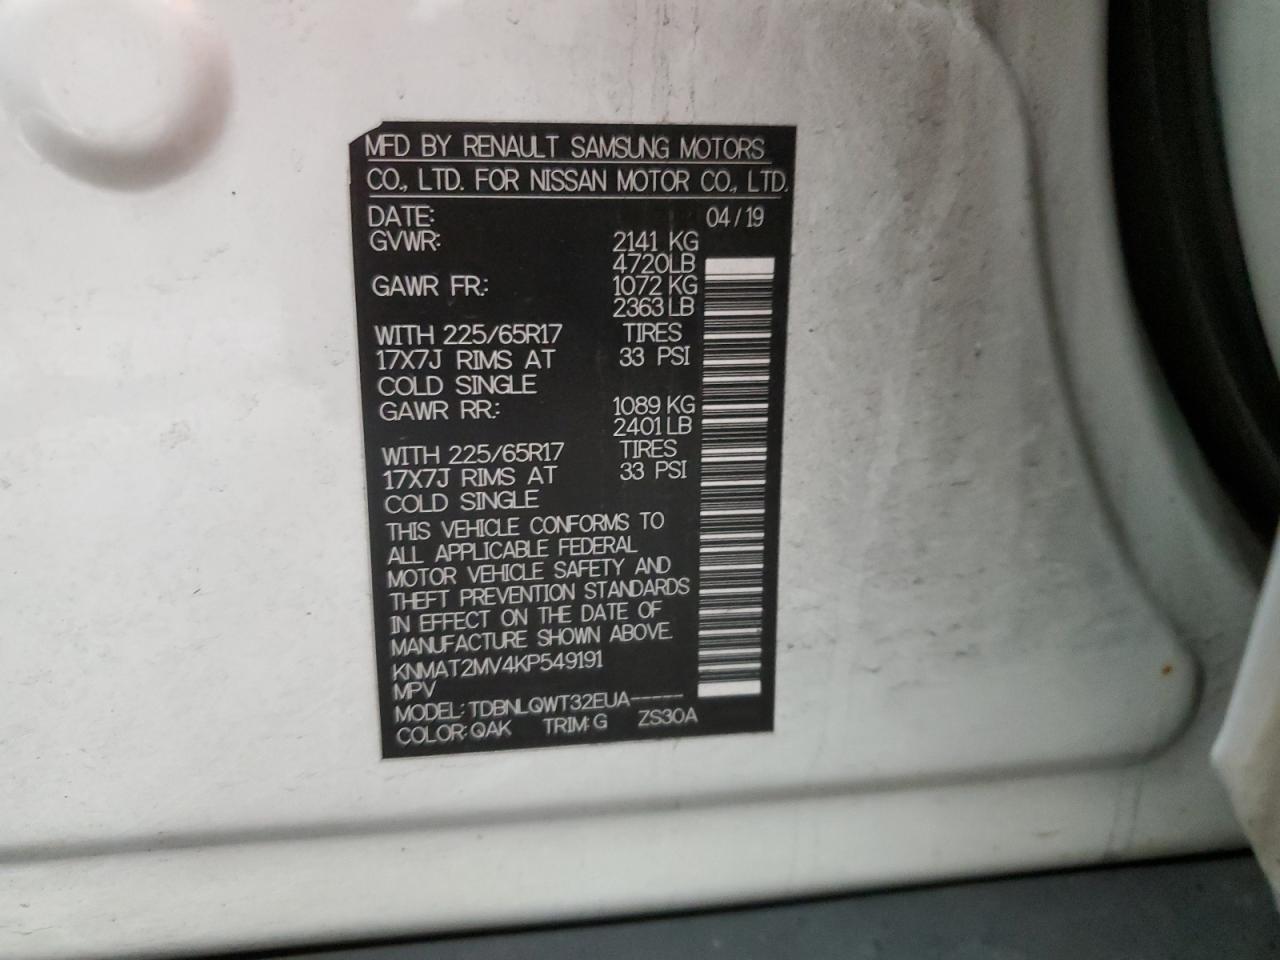 MFD BY RENAULT SAMSUNG MOTORS
CO., LTD. FOR NISSAN MOTOR CO., LTD.
DATE: 04/19
GVWR: 2141 KG
4720LB
GAWR FR.: 1072 KG
2363LB
WITH 225/65R17 TIRES
17X7J RIMS AT 33 PSI
COLD SINGLE
GAWR RR.: 1089 KG
2401LB
WITH 225/65R17 TIRES
17X7J RIMS AT 33 PSI
COLD SINGLE
THIS VEHICLE CONFORMS TO
ALL APPLICABLE FEDERAL
MOTOR VEHICLE SAFETY AND
THEFT PREVENTION STANDARDS
IN EFFECT ON THE DATE OF
MANUFACTURE SHOWN ABOVE.
KNMAT2MV4KP549191
MPV
MODEL: TDBNLQWT32EUA-----
COLOR: QAK TRIM: G ZS30A